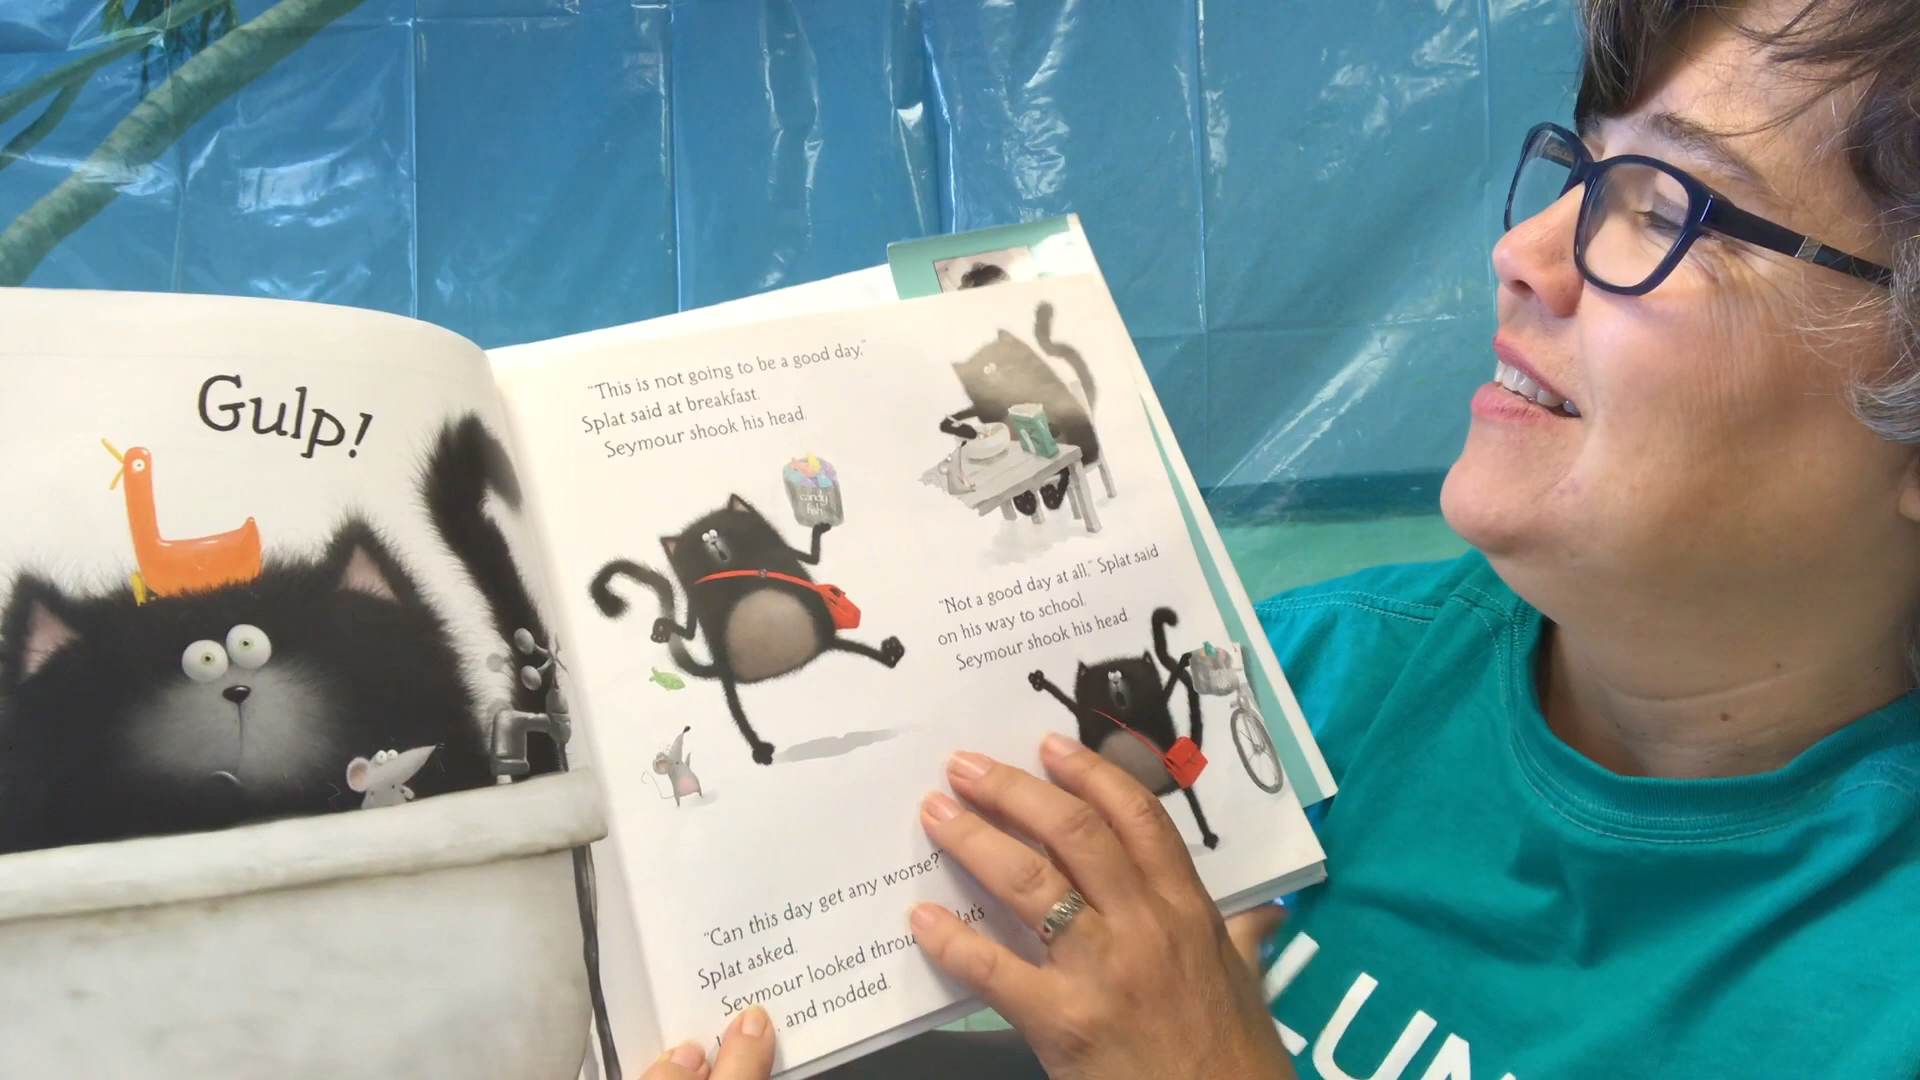 Gulp!
"This is not going to be a good day,"
Splat said at breakfast.
Seymour shook his head.
candy
fish
"Not a good day at all," Splat said
on his way to school.
Seymour shook his head.
"Can this day get any worse?"
Splat asked.
Seymour looked
and nodded.
LUN